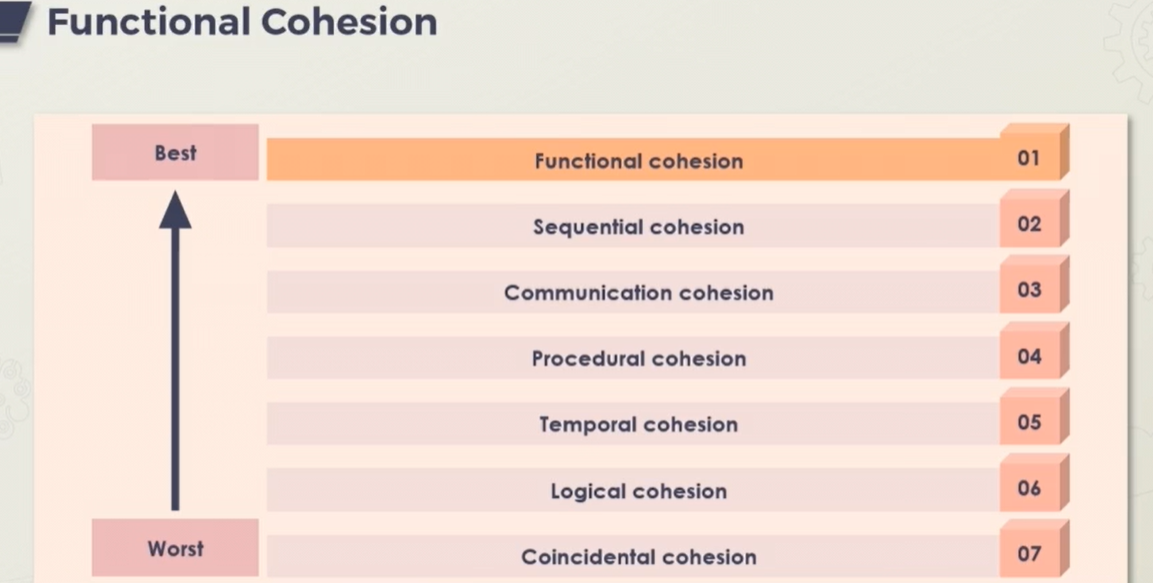 Functional Cohesion
Best
Functional cohesion 01
Sequential cohesion 02
Communication cohesion 03
Procedural cohesion 04
Temporal cohesion 05
Logical cohesion 06
Worst
Coincidental cohesion 07